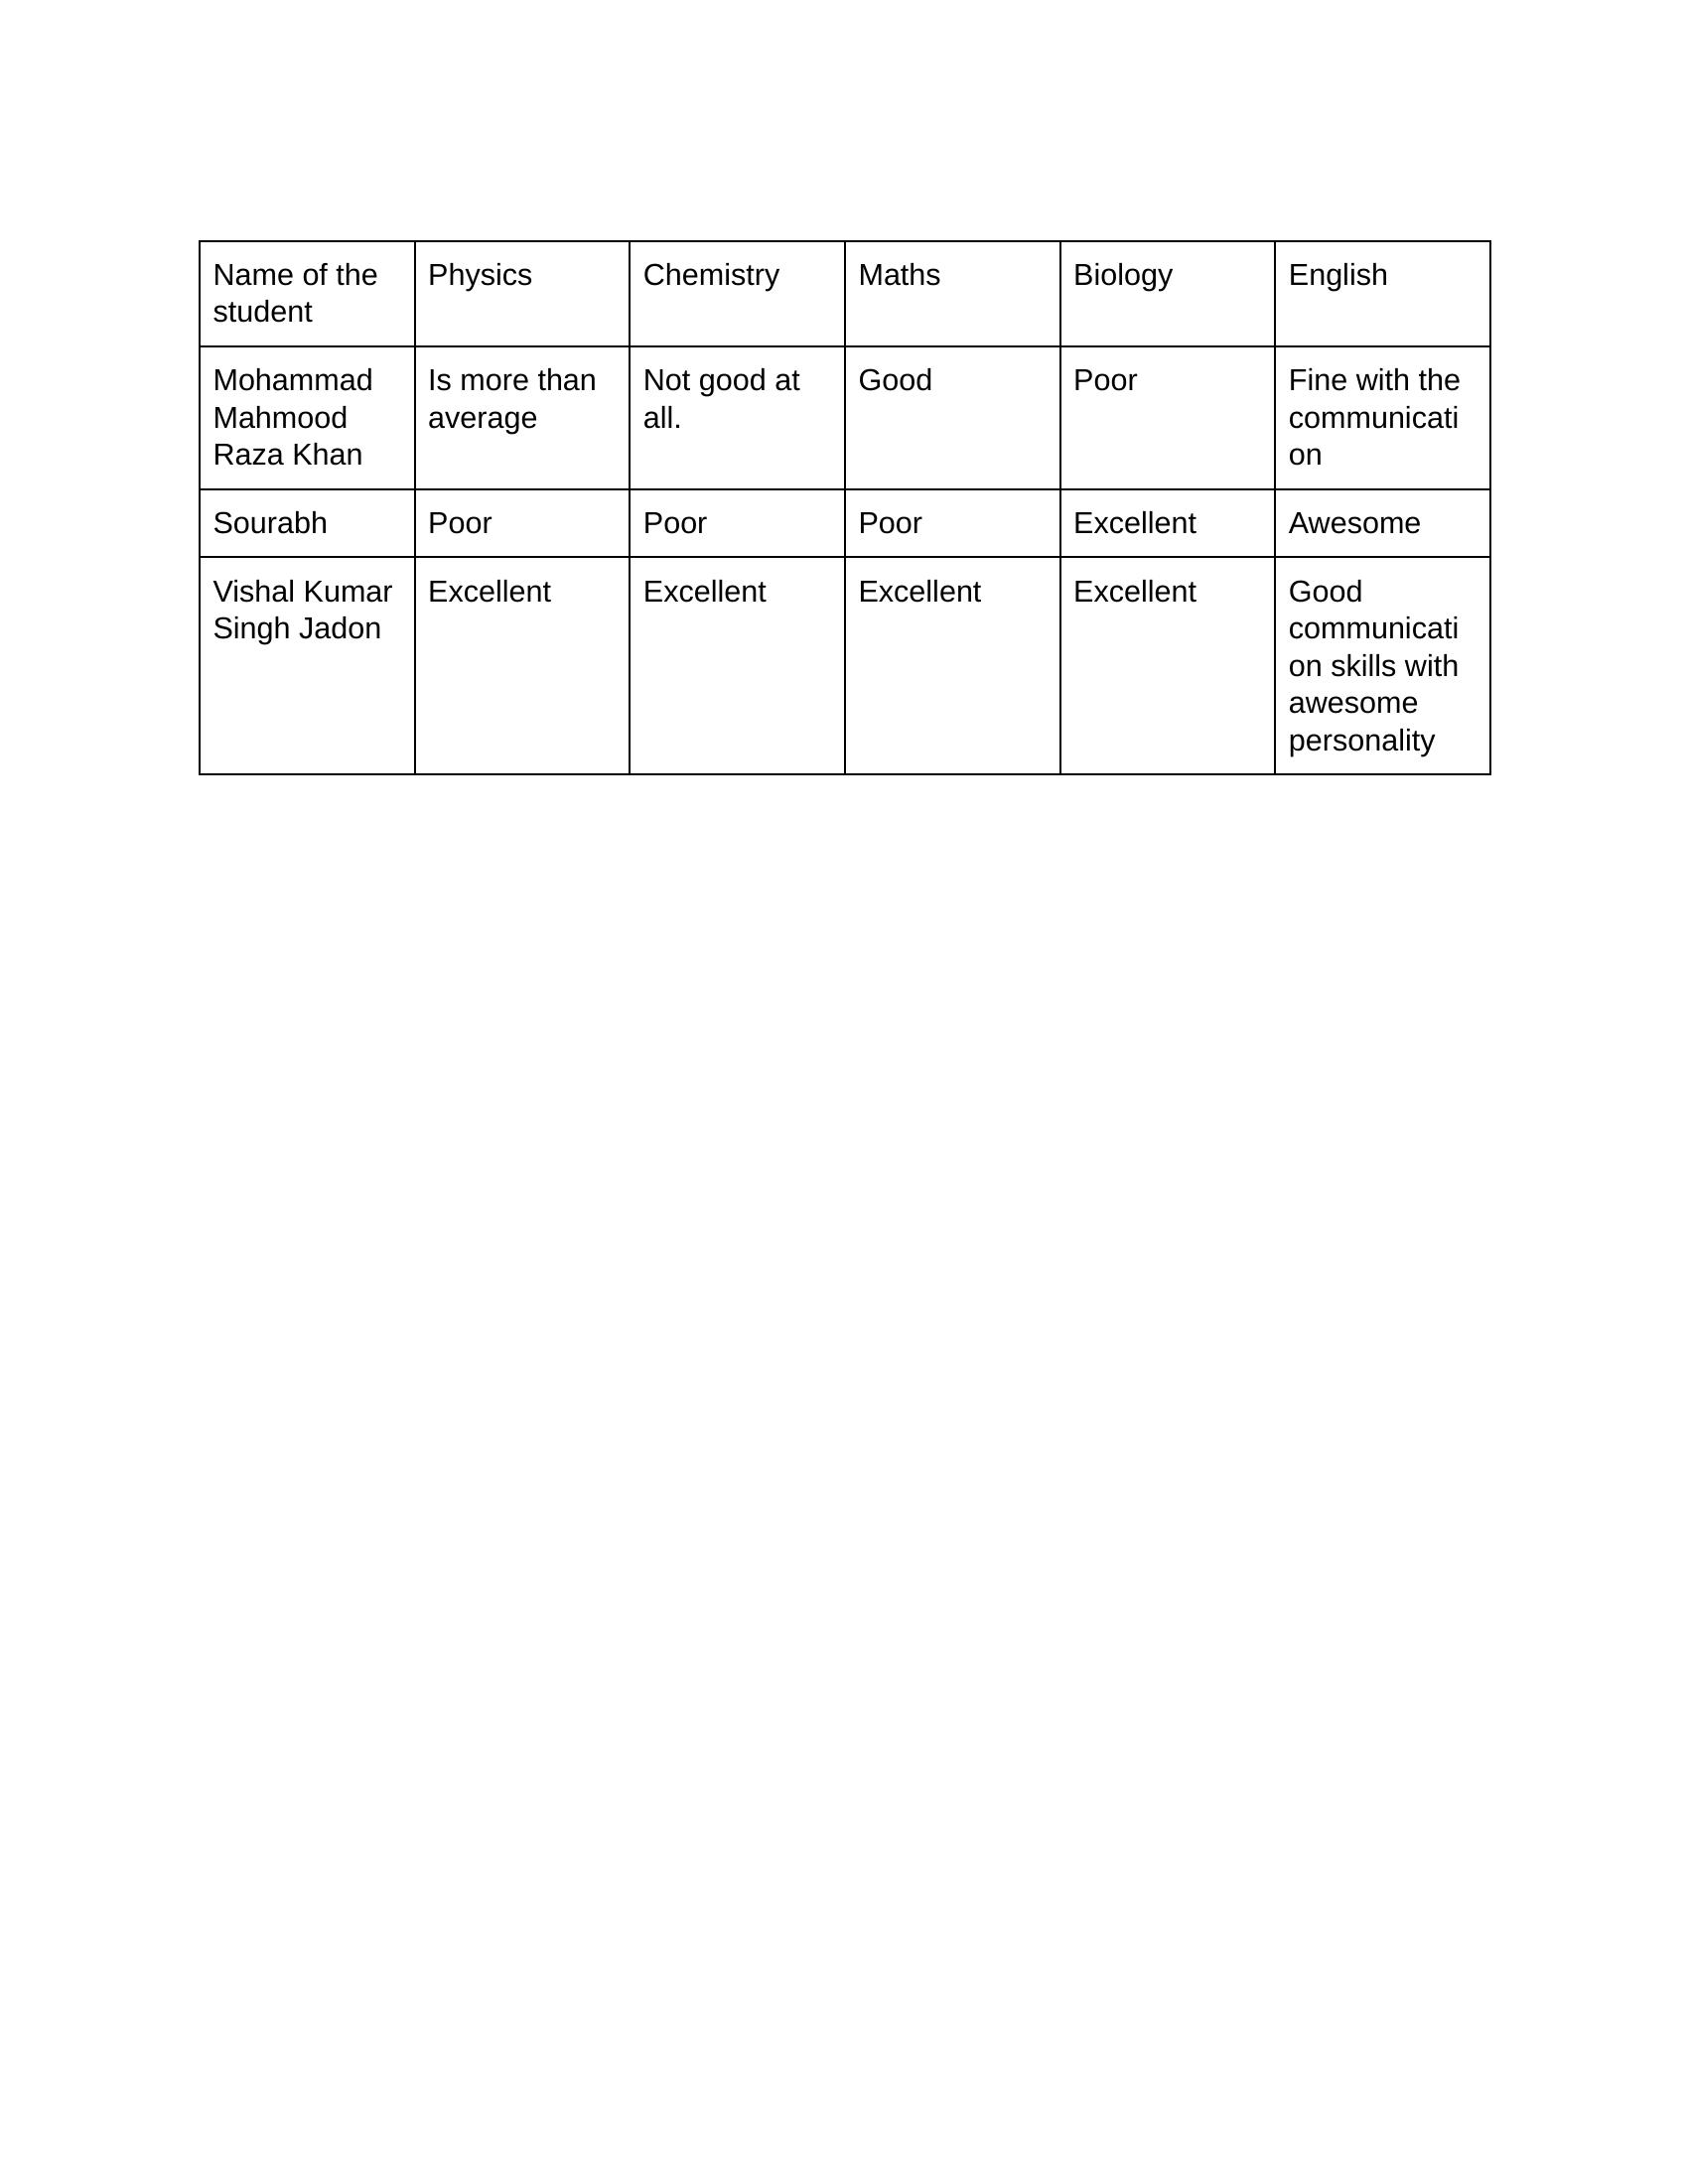 Name of the student Physics Chemistry Maths Biology English
Mohammad Mahmood Raza Khan Is more than average Not good at all. Good Poor Fine with the communication
Sourabh Poor Poor Poor Excellent Awesome
Vishal Kumar Singh Jadon Excellent Excellent Excellent Excellent Good communication skills with awesome personality